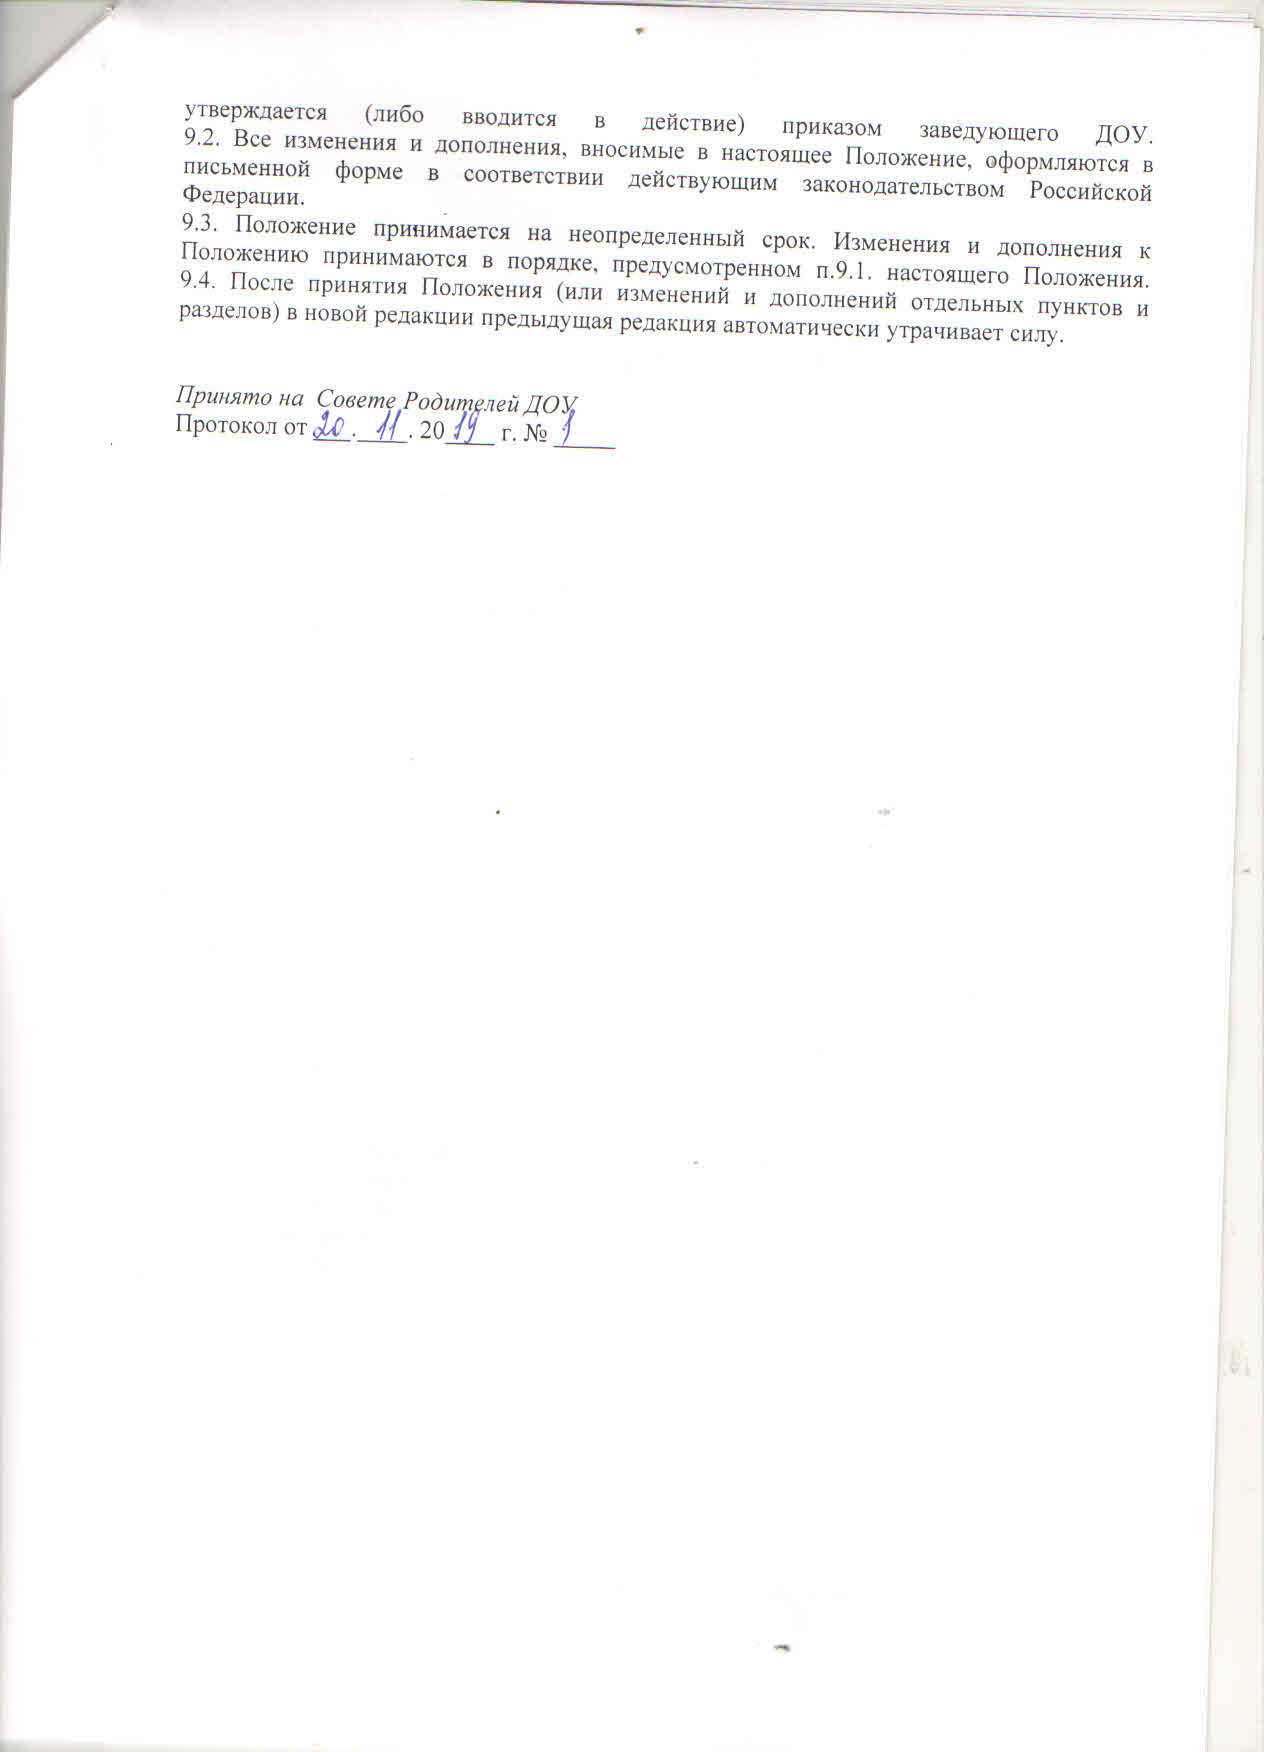 утверждается (либо вводится в действие) приказом заведующего ДОУ.
9.2. Все изменения и дополнения, вносимые в настоящее Положение, оформляются в
письменной форме в соответствии действующим законодательством Российской
Федерации.
9.3. Положение принимается на неопределенный срок. Изменения и дополнения к
Положению принимаются в порядке, предусмотренном п.9.1. настоящего Положения.
9.4. После принятия Положения (или изменений и дополнений отдельных пунктов и
разделов) в новой редакции предыдущая редакция автоматически утрачивает силу.
Принято на Совете Родителей ДОУ
Протокол от 20.11.2019 г. № 1